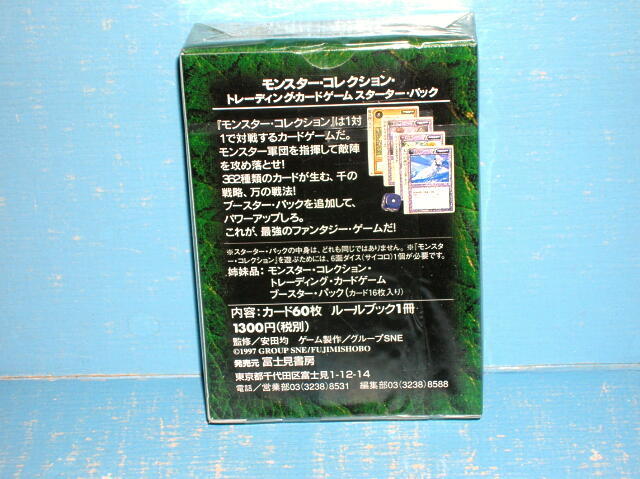 モンスター・コレクション・
トレーディングカードゲーム スターター・パック
『モンスター・コレクション』は1対
1で対戦するカードゲームだ。
モンスター軍団を指揮して敵陣
を攻め落とせ!
362種類のカードが生む、千の
戦略、万の戦法!
ブースター・パックを追加して、
パワーアップしろ。
これが、最強のファンタジー・ゲームだ!
※スターター・パックの中身は、どれも同じではありません。※『モンスタ
ー・コレクション』を遊ぶためには、6面ダイス(サイコロ)1個が必要です。
姉妹品:モンスター・コレクション・
トレーディング・カードゲーム
ブースター・パック(カード16枚入り)
内容:カード60枚 ルールブック1冊
1300円(税別)
監修/安田均 ゲーム製作/グループSNE
©1997 GROUP SNE/FUJIMISHOBO
発売元 富士見書房
東京都千代田区富士見1-12-14
電話/営業部03(3238)8531 編集部03(3238)8588